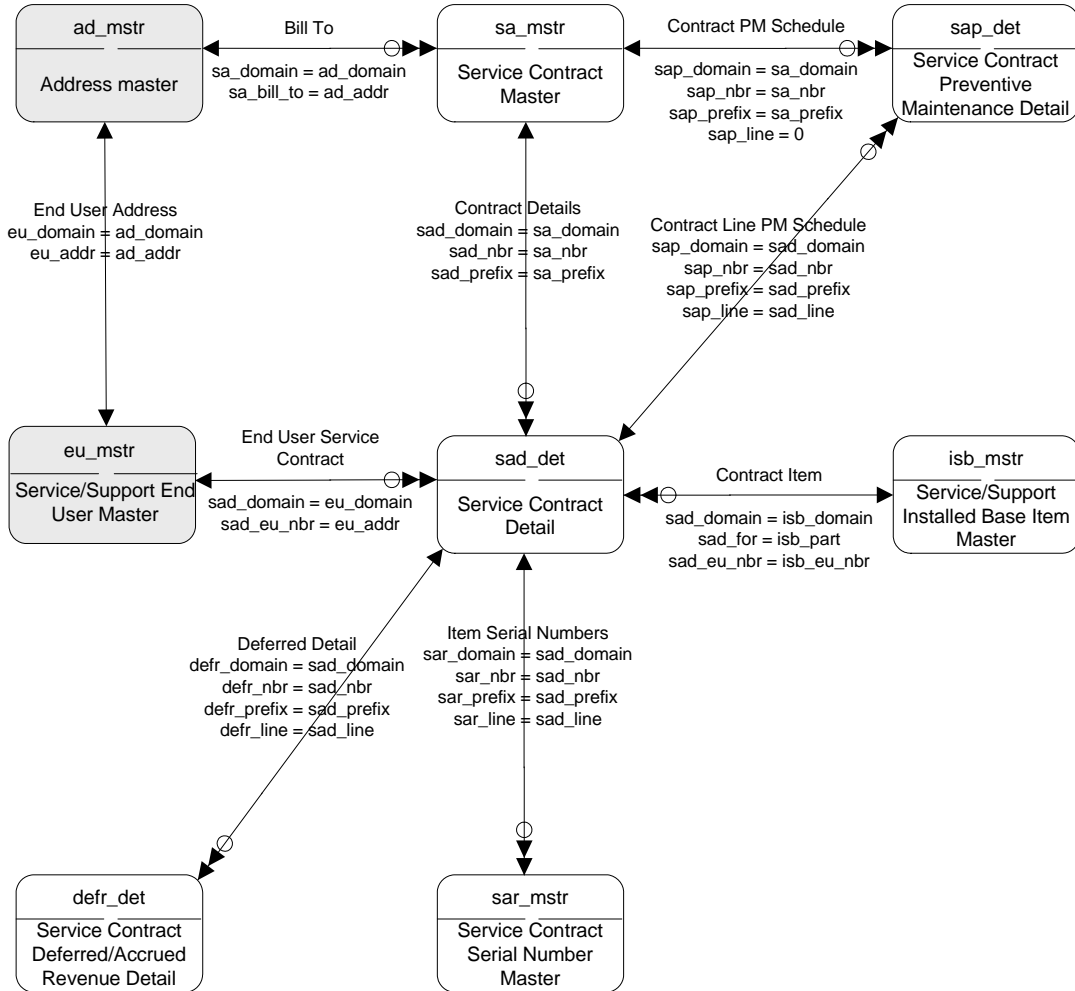 ad_mstr
Address master
Bill To
sa_domain = ad_domain
sa_bill_to = ad_addr
sa_mstr
Service Contract
Master
Contract PM Schedule
sap_domain = sa_domain
sap_nbr = sa_nbr
sap_prefix = sa_prefix
sap_line = 0
sap_det
Service Contract
Preventive
Maintenance Detail
End User Address
eu_domain = ad_domain
eu_addr = ad_addr
Contract Details
sad_domain = sa_domain
sad_nbr = sa_nbr
sad_prefix = sa_prefix
Contract Line PM Schedule
sap_domain = sad_domain
sap_nbr = sad_nbr
sap_prefix = sad_prefix
sap_line = sad_line
eu_mstr
Service/Support End
User Master
End User Service
Contract
sad_domain = eu_domain
sad_eu_nbr = eu_addr
sad_det
Service Contract
Detail
Contract Item
sad_domain = isb_domain
sad_for = isb_part
sad_eu_nbr = isb_eu_nbr
isb_mstr
Service/Support
Installed Base Item
Master
Deferred Detail
defr_domain = sad_domain
defr_nbr = sad_nbr
defr_prefix = sad_prefix
defr_line = sad_line
Item Serial Numbers
sar_domain = sad_domain
sar_nbr = sad_nbr
sar_prefix = sad_prefix
sar_line = sad_line
defr_det
Service Contract
Deferred/Accrued
Revenue Detail
sar_mstr
Service Contract
Serial Number
Master